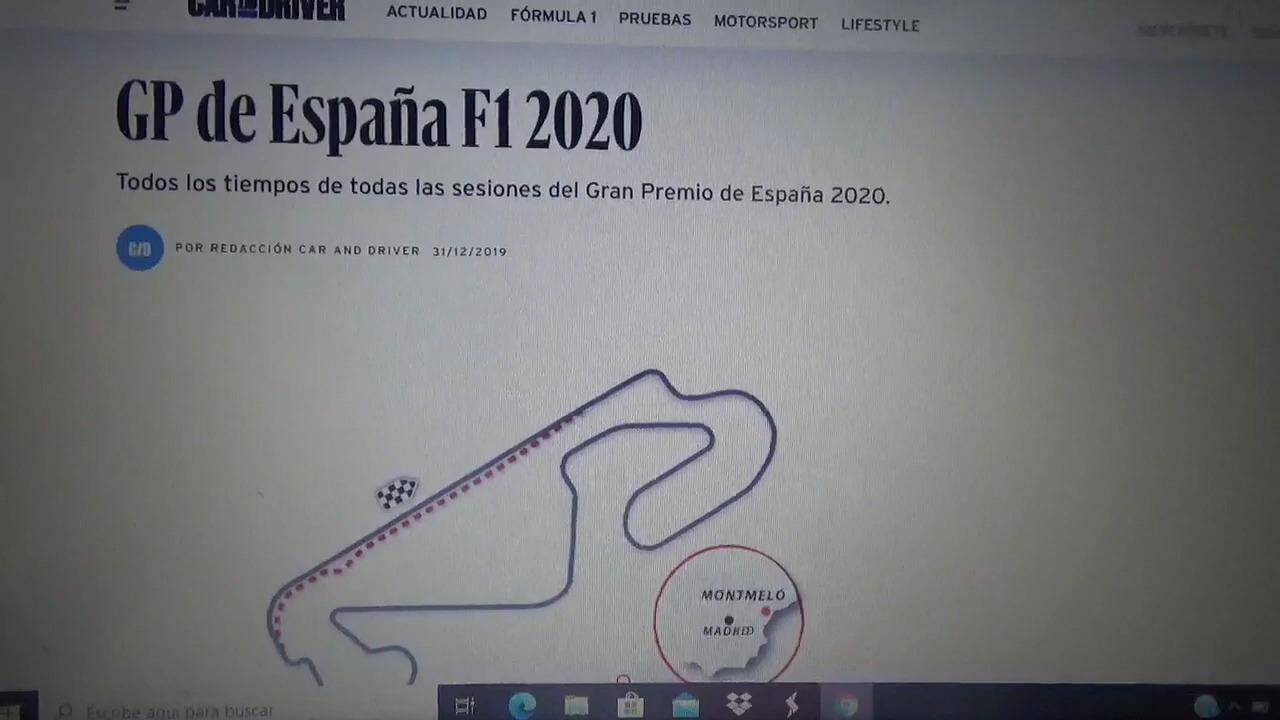 CAR AND DRIVER
ACTUALIDAD FÓRMULA 1 PRUEBAS MOTORSPORT LIFESTYLE
GP de España F1 2020
Todos los tiempos de todas las sesiones del Gran Premio de España 2020.
C/D POR REDACCIÓN CAR AND DRIVER 31/12/2019
MONTMELÓ
MADRID
Escribe aquí para buscar